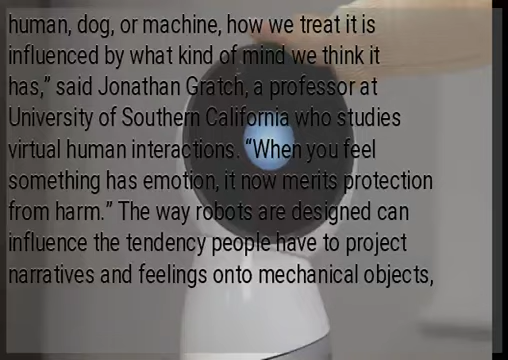 human, dog, or machine, how we treat it is
influenced by what kind of mind we think it
has,” said Jonathan Gratch, a professor at
University of Southern California who studies
virtual human interactions. “When you feel
something has emotion, it now merits protection
from harm.” The way robots are designed can
influence the tendency people have to project
narratives and feelings onto mechanical objects,